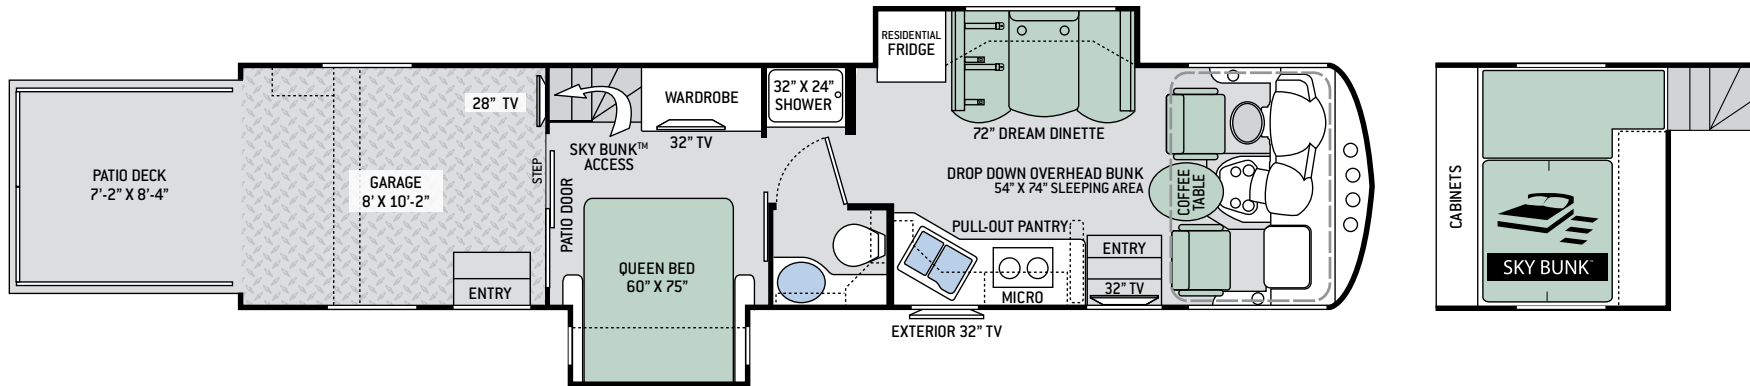 PATIO DECK
7'-2" X 8'-4"
GARAGE
8' X 10'-2"
28" TV
STEP
PATIO DOOR
ENTRY
SKY BUNK™
ACCESS
WARDROBE
32" TV
32" X 24"
SHOWER
QUEEN BED
60" X 75"
RESIDENTIAL
FRIDGE
72" DREAM DINETTE
DROP DOWN OVERHEAD BUNK
54" X 74" SLEEPING AREA
COFFEE
TABLE
PULL-OUT PANTRY
MICRO
ENTRY
32" TV
EXTERIOR 32" TV
CABINETS
SKY BUNK™